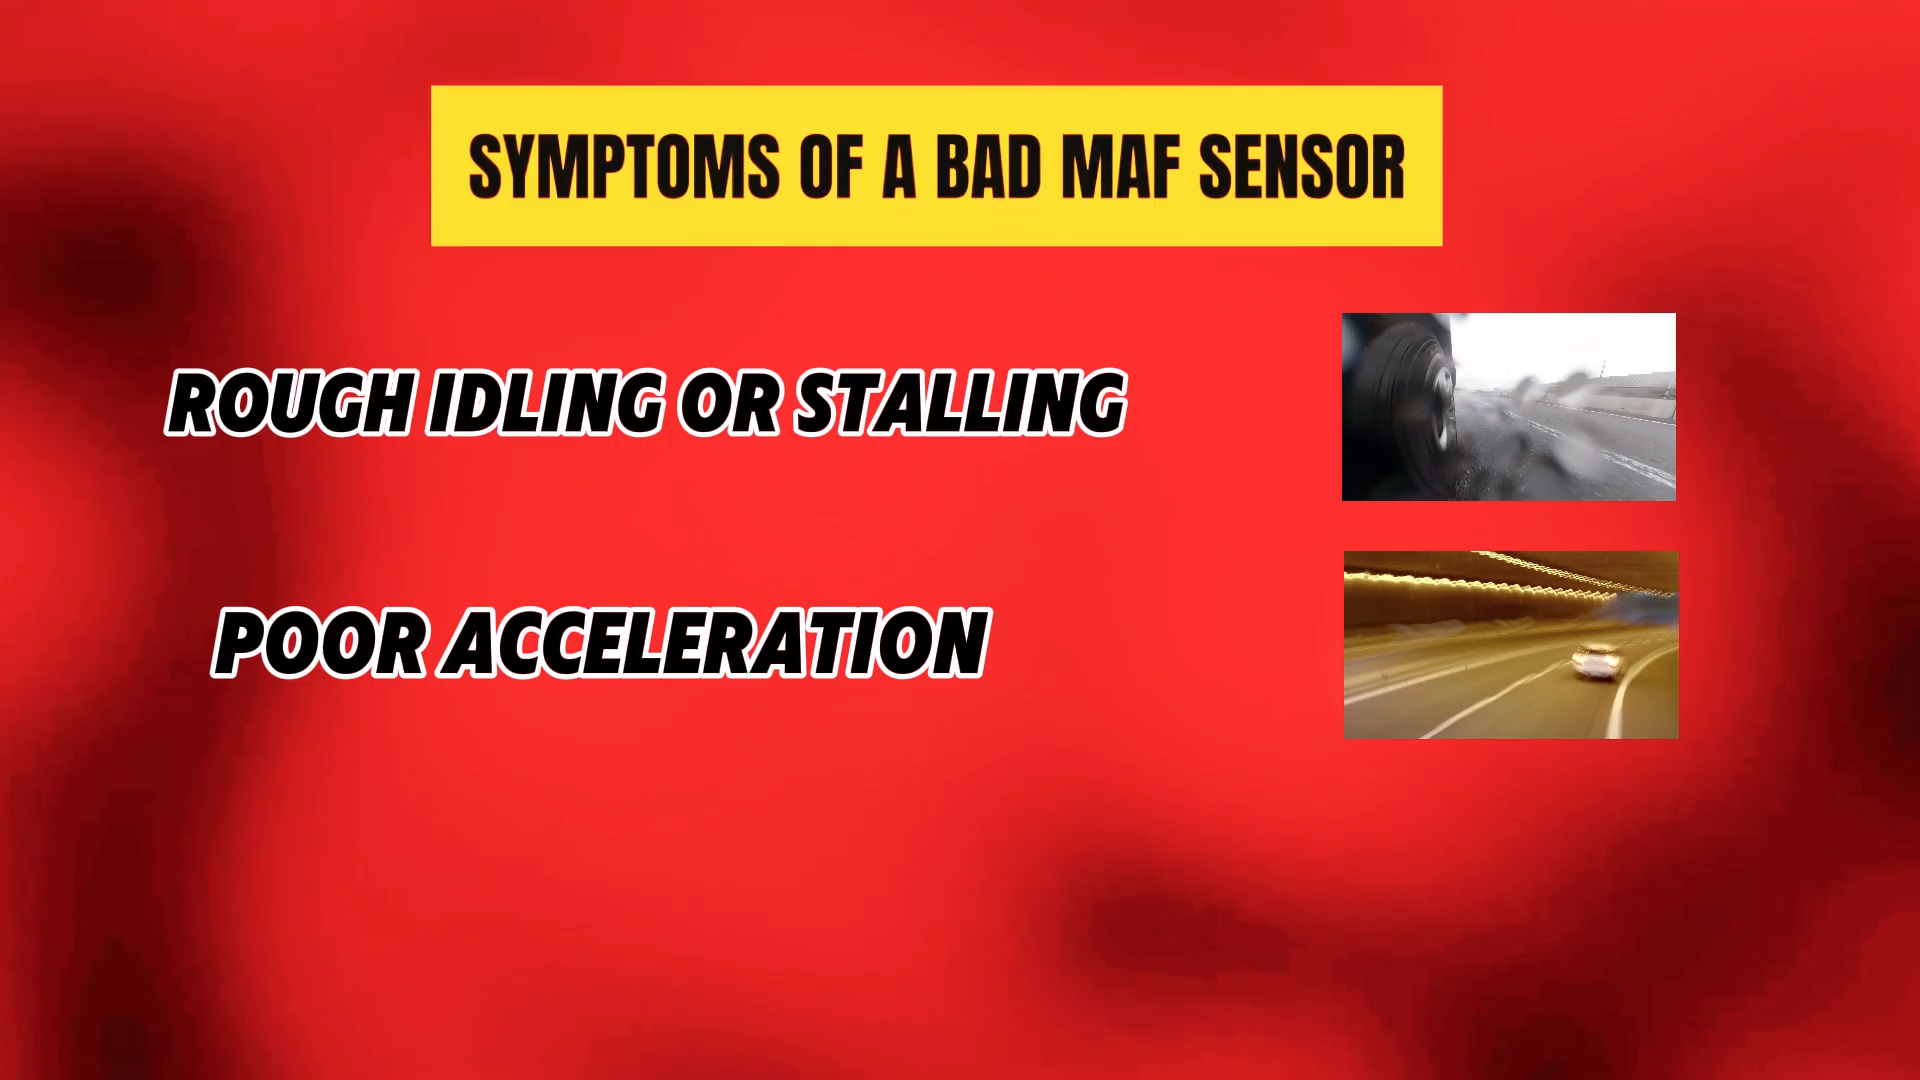 SYMPTOMS OF A BAD MAF SENSOR
ROUGH IDLING OR STALLING
POOR ACCELERATION